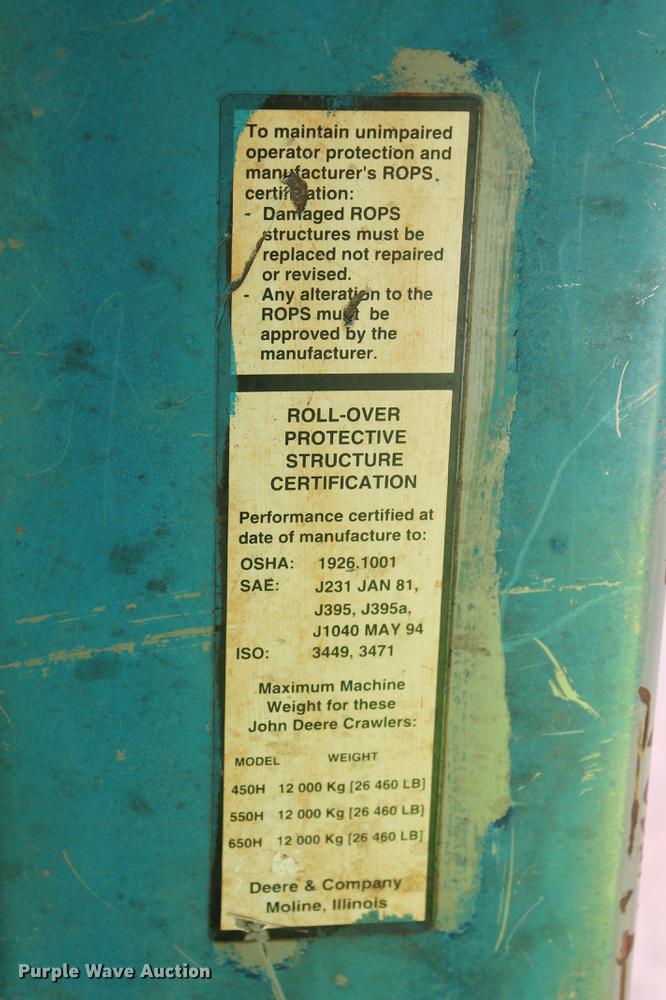 To maintain unimpaired
operator protection and
manufacturer's ROPS
certification:
- Damaged ROPS
structures must be
replaced not repaired
or revised.
- Any alteration to the
ROPS must be
approved by the
manufacturer.
ROLL-OVER
PROTECTIVE
STRUCTURE
CERTIFICATION
Performance certified at
date of manufacture to:
OSHA: 1926.1001
SAE: J231 JAN 81,
J395, J395a,
J1040 MAY 94
ISO: 3449, 3471
Maximum Machine
Weight for these
John Deere Crawlers:
MODEL WEIGHT
450H 12 000 Kg [26 460 LB]
550H 12 000 Kg [26 460 LB]
650H 12 000 Kg [26 460 LB]
Deere & Company
Moline, Illinois
Purple Wave Auction